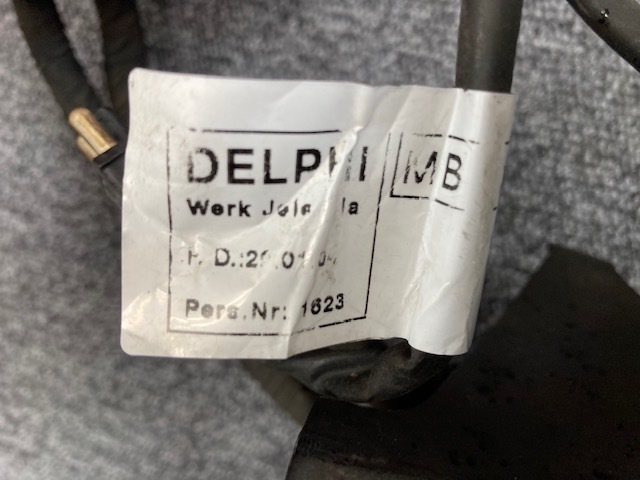 DELPHI
MB
Werk
D.:
Pers.Nr: 1623